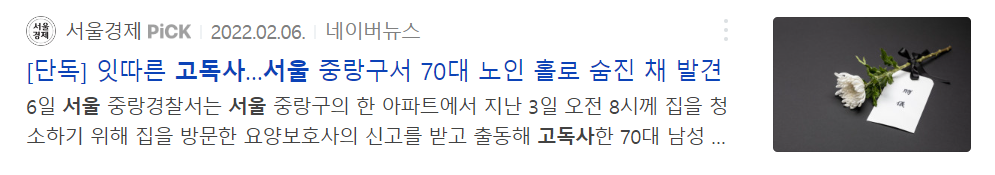 서울경제 서울경제 PiCK 2022.02.06. 네이버뉴스
[단독] 잇따른 고독사...서울 중랑구서 70대 노인 홀로 숨진 채 발견
6일 서울 중랑경찰서는 서울 중랑구의 한 아파트에서 지난 3일 오전 8시께 집을 청
소하기 위해 집을 방문한 요양보호사의 신고를 받고 출동해 고독사한 70대 남성 ...